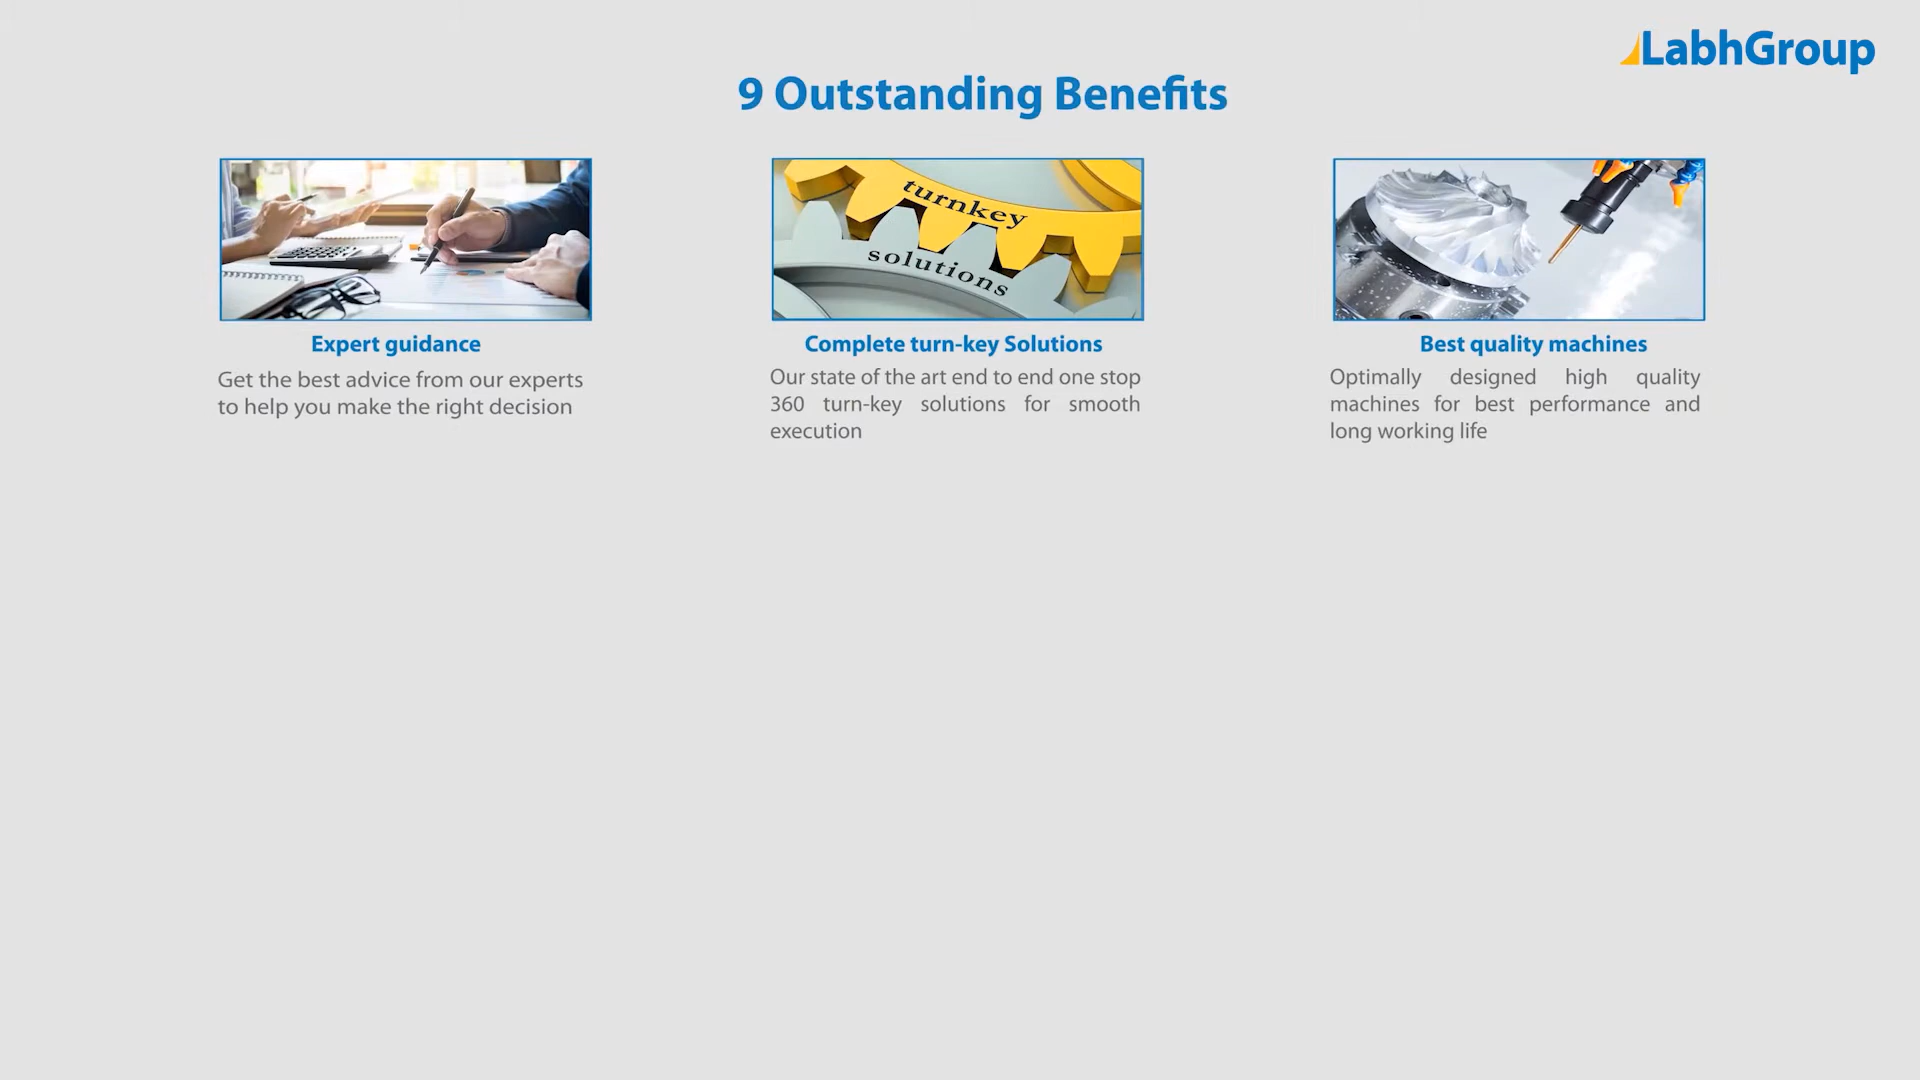 LabhGroup
9 Outstanding Benefits
turnkey
solutions
Expert guidance
Get the best advice from our experts
to help you make the right decision
Complete turn-key Solutions
Our state of the art end to end one stop
360 turn-key solutions for smooth
execution
Best quality machines
Optimally designed high quality
machines for best performance and
long working life